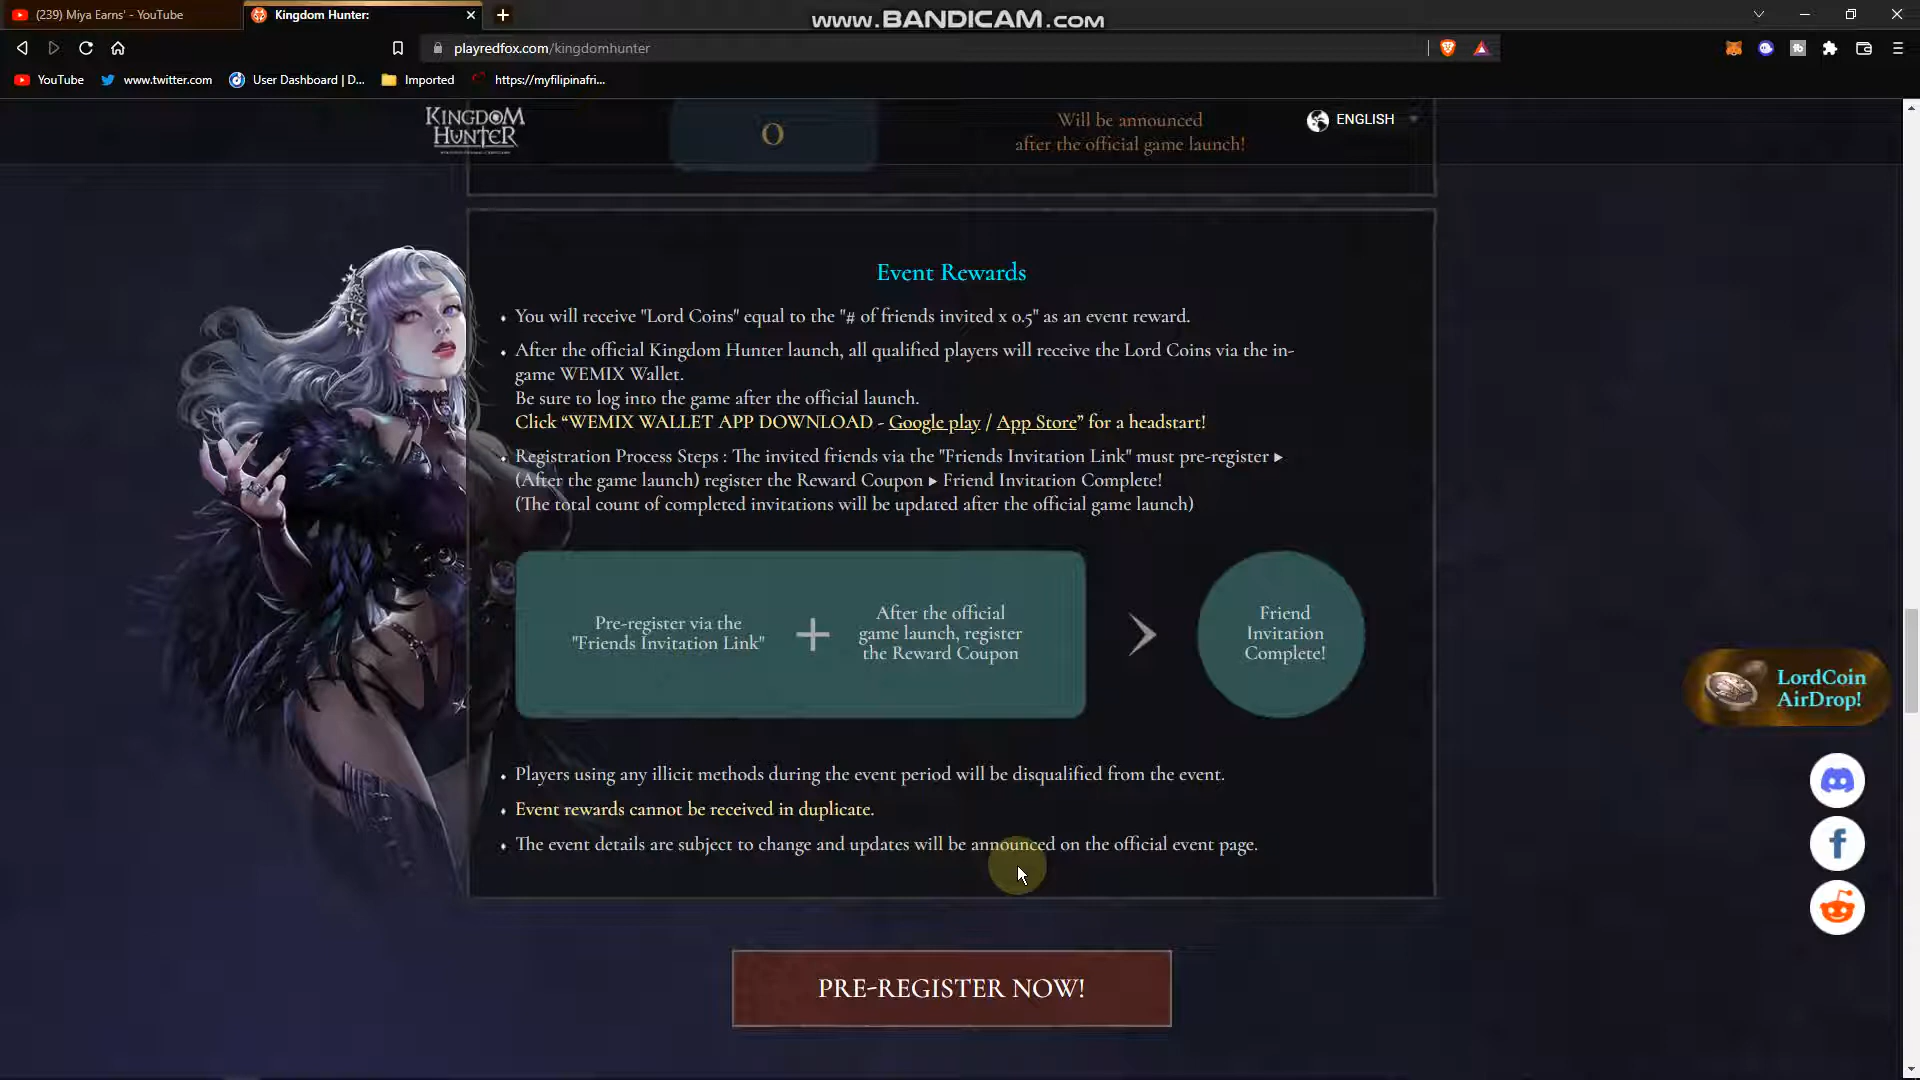 (239) Miya Earns' - YouTube
Kingdom Hunter:
www.BANDICAM.com
playredfox.com/kingdomhunter
YouTube
www.twitter.com
User Dashboard | D...
Imported
https://myfilipinafri...
KINGDOM
HUNTER
0
Will be announced
after the official game launch!
ENGLISH
Event Rewards
You will receive "Lord Coins" equal to the "# of friends invited x 0.5" as an event reward.
After the official Kingdom Hunter launch, all qualified players will receive the Lord Coins via the in-
game WEMIX Wallet.
Be sure to log into the game after the official launch.
Click “WEMIX WALLET APP DOWNLOAD - Google play / App Store” for a headstart!
Registration Process Steps : The invited friends via the "Friends Invitation Link" must pre-register ▶
(After the game launch) register the Reward Coupon ▶ Friend Invitation Complete!
(The total count of completed invitations will be updated after the official game launch)
Pre-register via the
"Friends Invitation Link"
+
After the official
game launch, register
the Reward Coupon
Friend
Invitation
Complete!
LordCoin
AirDrop!
Players using any illicit methods during the event period will be disqualified from the event.
Event rewards cannot be received in duplicate.
The event details are subject to change and updates will be announced on the official event page.
PRE-REGISTER NOW!